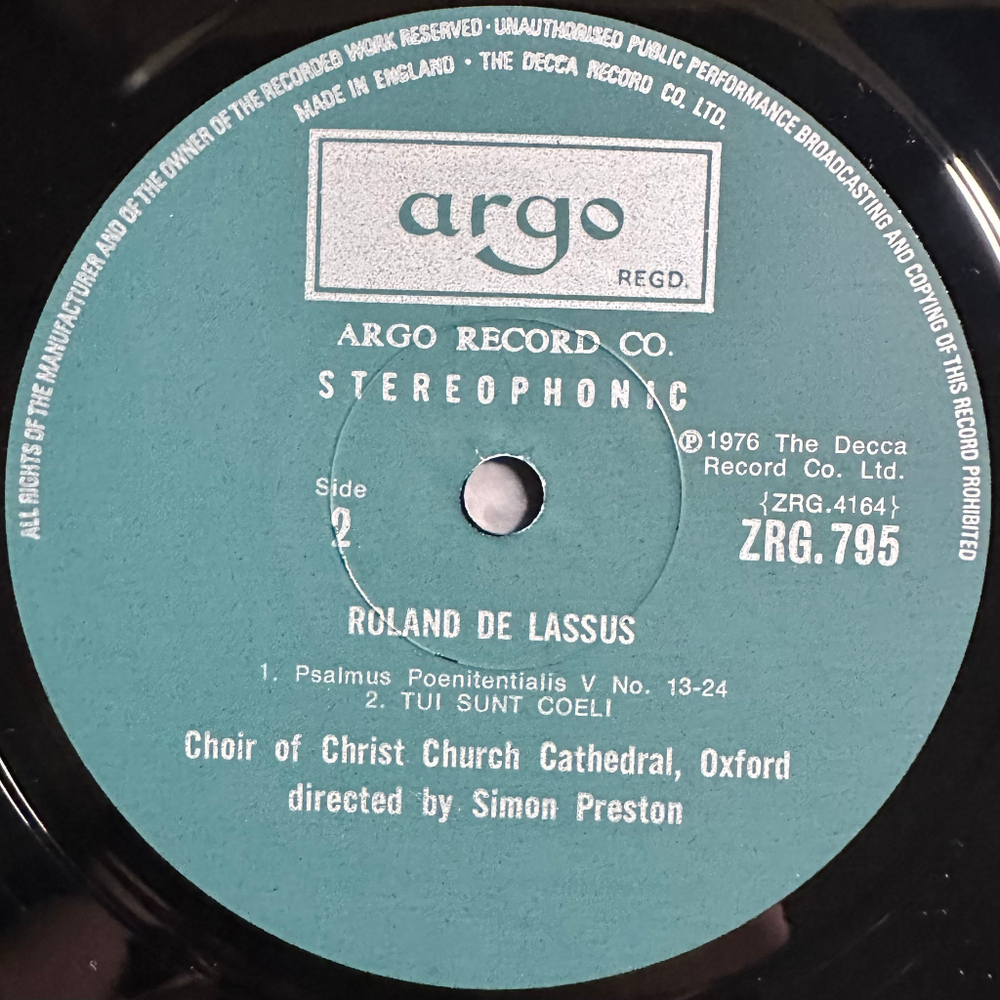 ALL RIGHTS OF THE MANUFACTURER AND OF THE OWNER OF THE RECORDED WORK RESERVED · UNAUTHORISED PUBLIC PERFORMANCE BROADCASTING AND COPYING OF THIS RECORD PROHIBITED
MADE IN ENGLAND · THE DECCA RECORD CO. LTD.
argo
REGD.
ARGO RECORD CO.
STEREOPHONIC
℗ 1976 The Decca
Record Co. Ltd.
Side
2
{ZRG.4164}
ZRG. 795
ROLAND DE LASSUS
1. Psalmus Poenitentialis V No. 13-24
2. TUI SUNT COELI
Choir of Christ Church Cathedral, Oxford
directed by Simon Preston